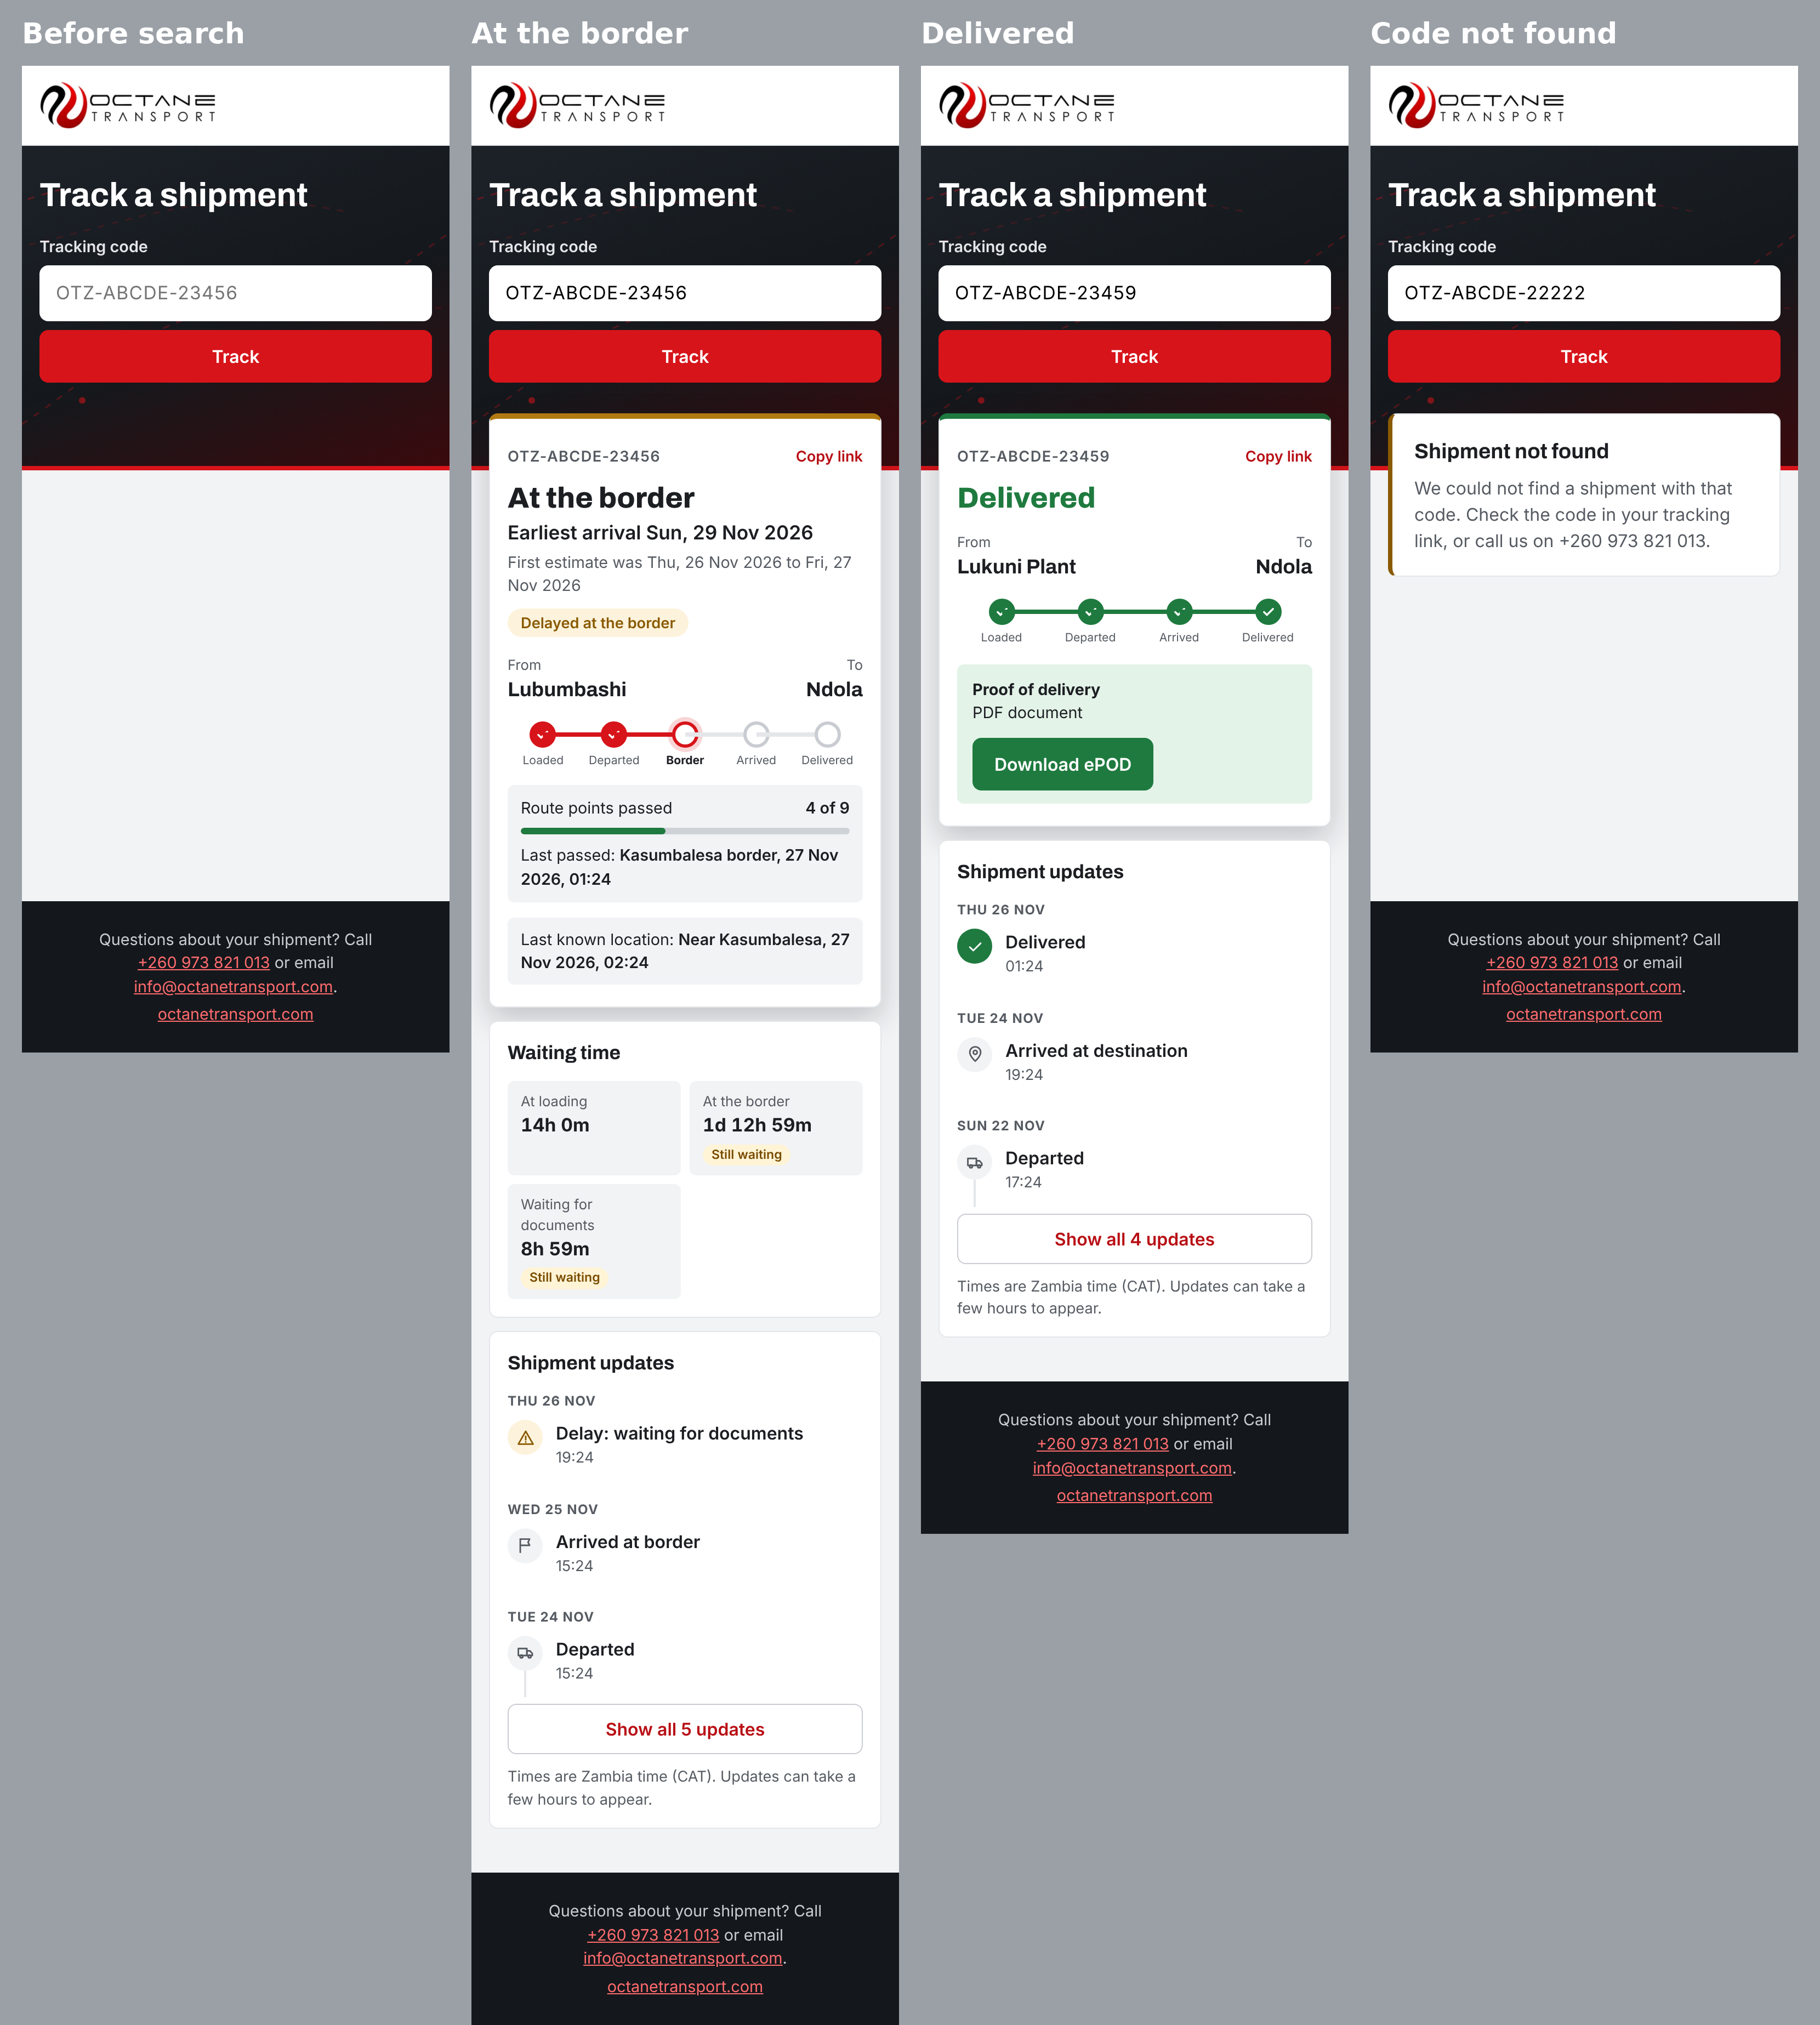 Before search
OCTANE
TRANSPORT
Track a shipment
Tracking code
OTZ-ABCDE-23456
Track
Questions about your shipment? Call
+260 973 821 013 or email
info@octanetransport.com.
octanetransport.com
At the border
OCTANE
TRANSPORT
Track a shipment
Tracking code
OTZ-ABCDE-23456
Track
OTZ-ABCDE-23456 Copy link
At the border
Earliest arrival Sun, 29 Nov 2026
First estimate was Thu, 26 Nov 2026 to Fri, 27
Nov 2026
Delayed at the border
From To
Lubumbashi Ndola
Loaded Departed Border Arrived Delivered
Route points passed 4 of 9
Last passed: Kasumbalesa border, 27 Nov
2026, 01:24
Last known location: Near Kasumbalesa, 27
Nov 2026, 02:24
Waiting time
At loading
14h 0m
At the border
1d 12h 59m
Still waiting
Waiting for
documents
8h 59m
Still waiting
Shipment updates
THU 26 NOV
Delay: waiting for documents
19:24
WED 25 NOV
Arrived at border
15:24
TUE 24 NOV
Departed
15:24
Show all 5 updates
Times are Zambia time (CAT). Updates can take a
few hours to appear.
Questions about your shipment? Call
+260 973 821 013 or email
info@octanetransport.com.
octanetransport.com
Delivered
OCTANE
TRANSPORT
Track a shipment
Tracking code
OTZ-ABCDE-23459
Track
OTZ-ABCDE-23459 Copy link
Delivered
From To
Lukuni Plant Ndola
Loaded Departed Arrived Delivered
Proof of delivery
PDF document
Download ePOD
Shipment updates
THU 26 NOV
Delivered
01:24
TUE 24 NOV
Arrived at destination
19:24
SUN 22 NOV
Departed
17:24
Show all 4 updates
Times are Zambia time (CAT). Updates can take a
few hours to appear.
Questions about your shipment? Call
+260 973 821 013 or email
info@octanetransport.com.
octanetransport.com
Code not found
OCTANE
TRANSPORT
Track a shipment
Tracking code
OTZ-ABCDE-22222
Track
Shipment not found
We could not find a shipment with that
code. Check the code in your tracking
link, or call us on +260 973 821 013.
Questions about your shipment? Call
+260 973 821 013 or email
info@octanetransport.com.
octanetransport.com